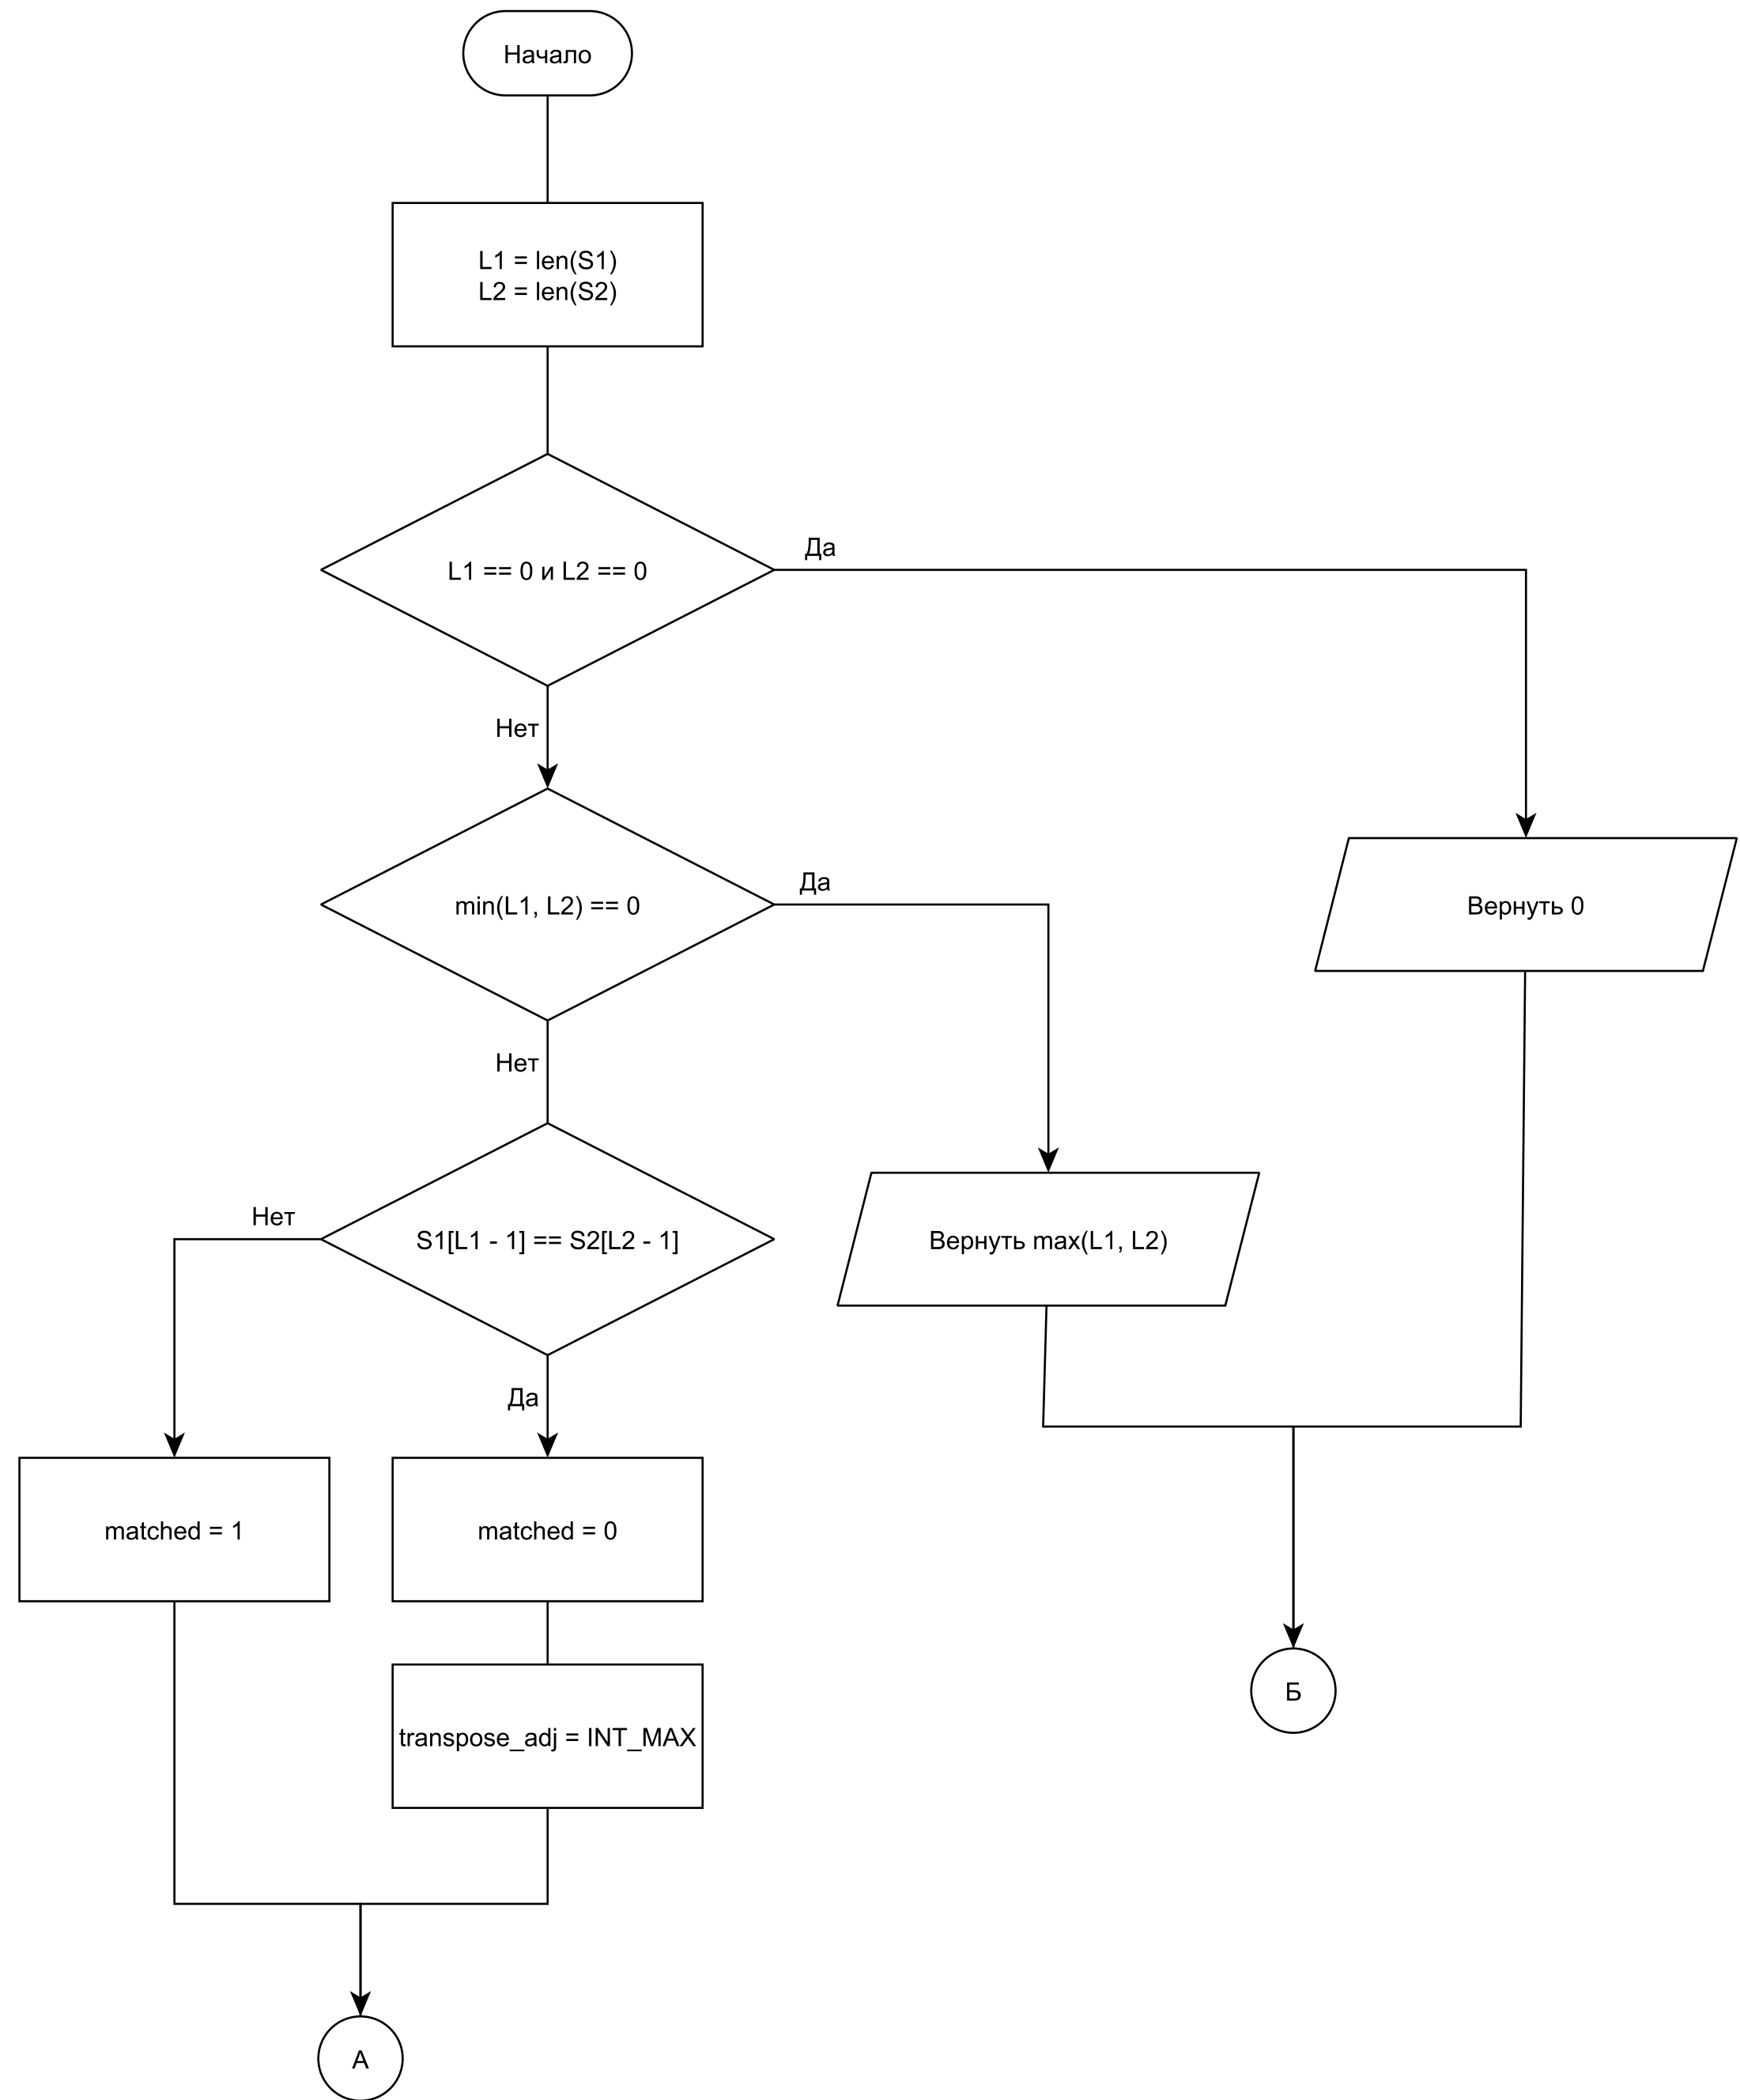 Начало
L1 = len(S1)
L2 = len(S2)
L1 == 0 и L2 == 0
Да
Нет
min(L1, L2) == 0
Да
Вернуть 0
Нет
S1[L1 - 1] == S2[L2 - 1]
Нет
Вернуть max(L1, L2)
Да
matched = 1
matched = 0
transpose_adj = INT_MAX
Б
А